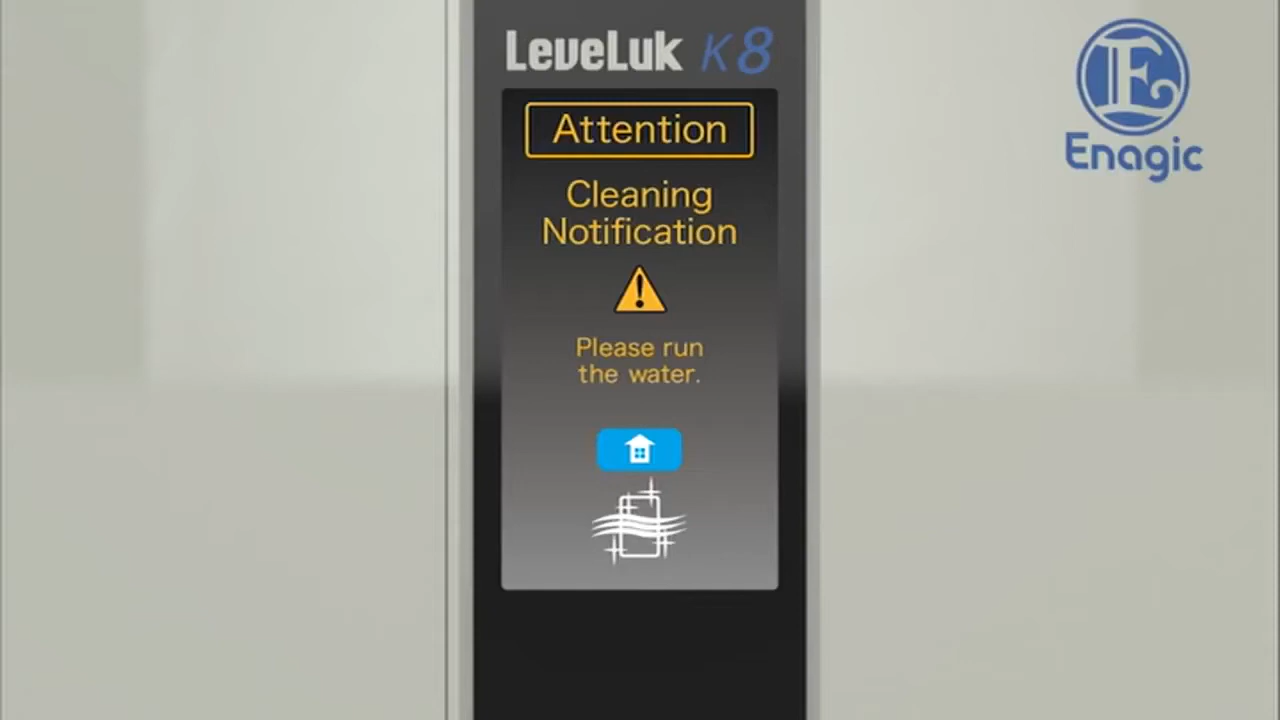 LeveLuk K8
Attention
Cleaning
Notification
Please run
the water.
E
Enagic